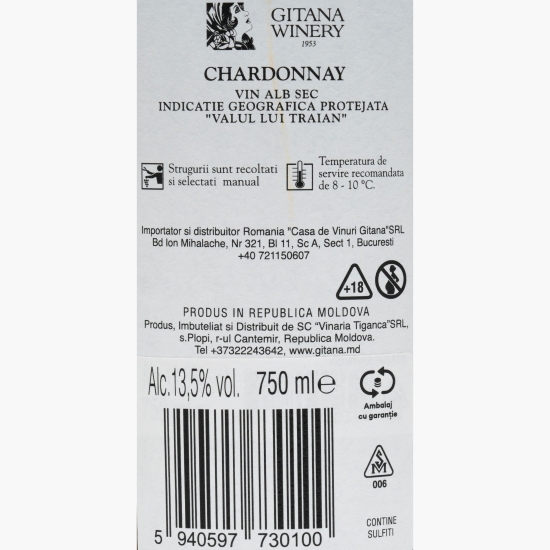 GITANA
WINERY
1953
CHARDONNAY
VIN ALB SEC
INDICATIE GEOGRAFICA PROTEJATA
"VALUL LUI TRAIAN"
Strugurii sunt recoltati
si selectati manual
Temperatura de
servire recomandata
de 8 - 10 °C.
Importator si distribuitor Romania "Casa de Vinuri Gitana"SRL
Bd Ion Mihalache, Nr 321, Bl 11, Sc A, Sect 1, Bucuresti
+40 721150607
+18
PRODUS IN REPUBLICA MOLDOVA
Produs, Imbuteliat si Distribuit de SC "Vinaria Tiganca"SRL,
s.Plopi, r-ul Cantemir, Republica Moldova.
Tel +37322243642, www.gitana.md
Alc.13,5% vol. 750 ml e
Ambalaj
cu garanție
SM
006
5 940597 730100
CONTINE
SULFITI